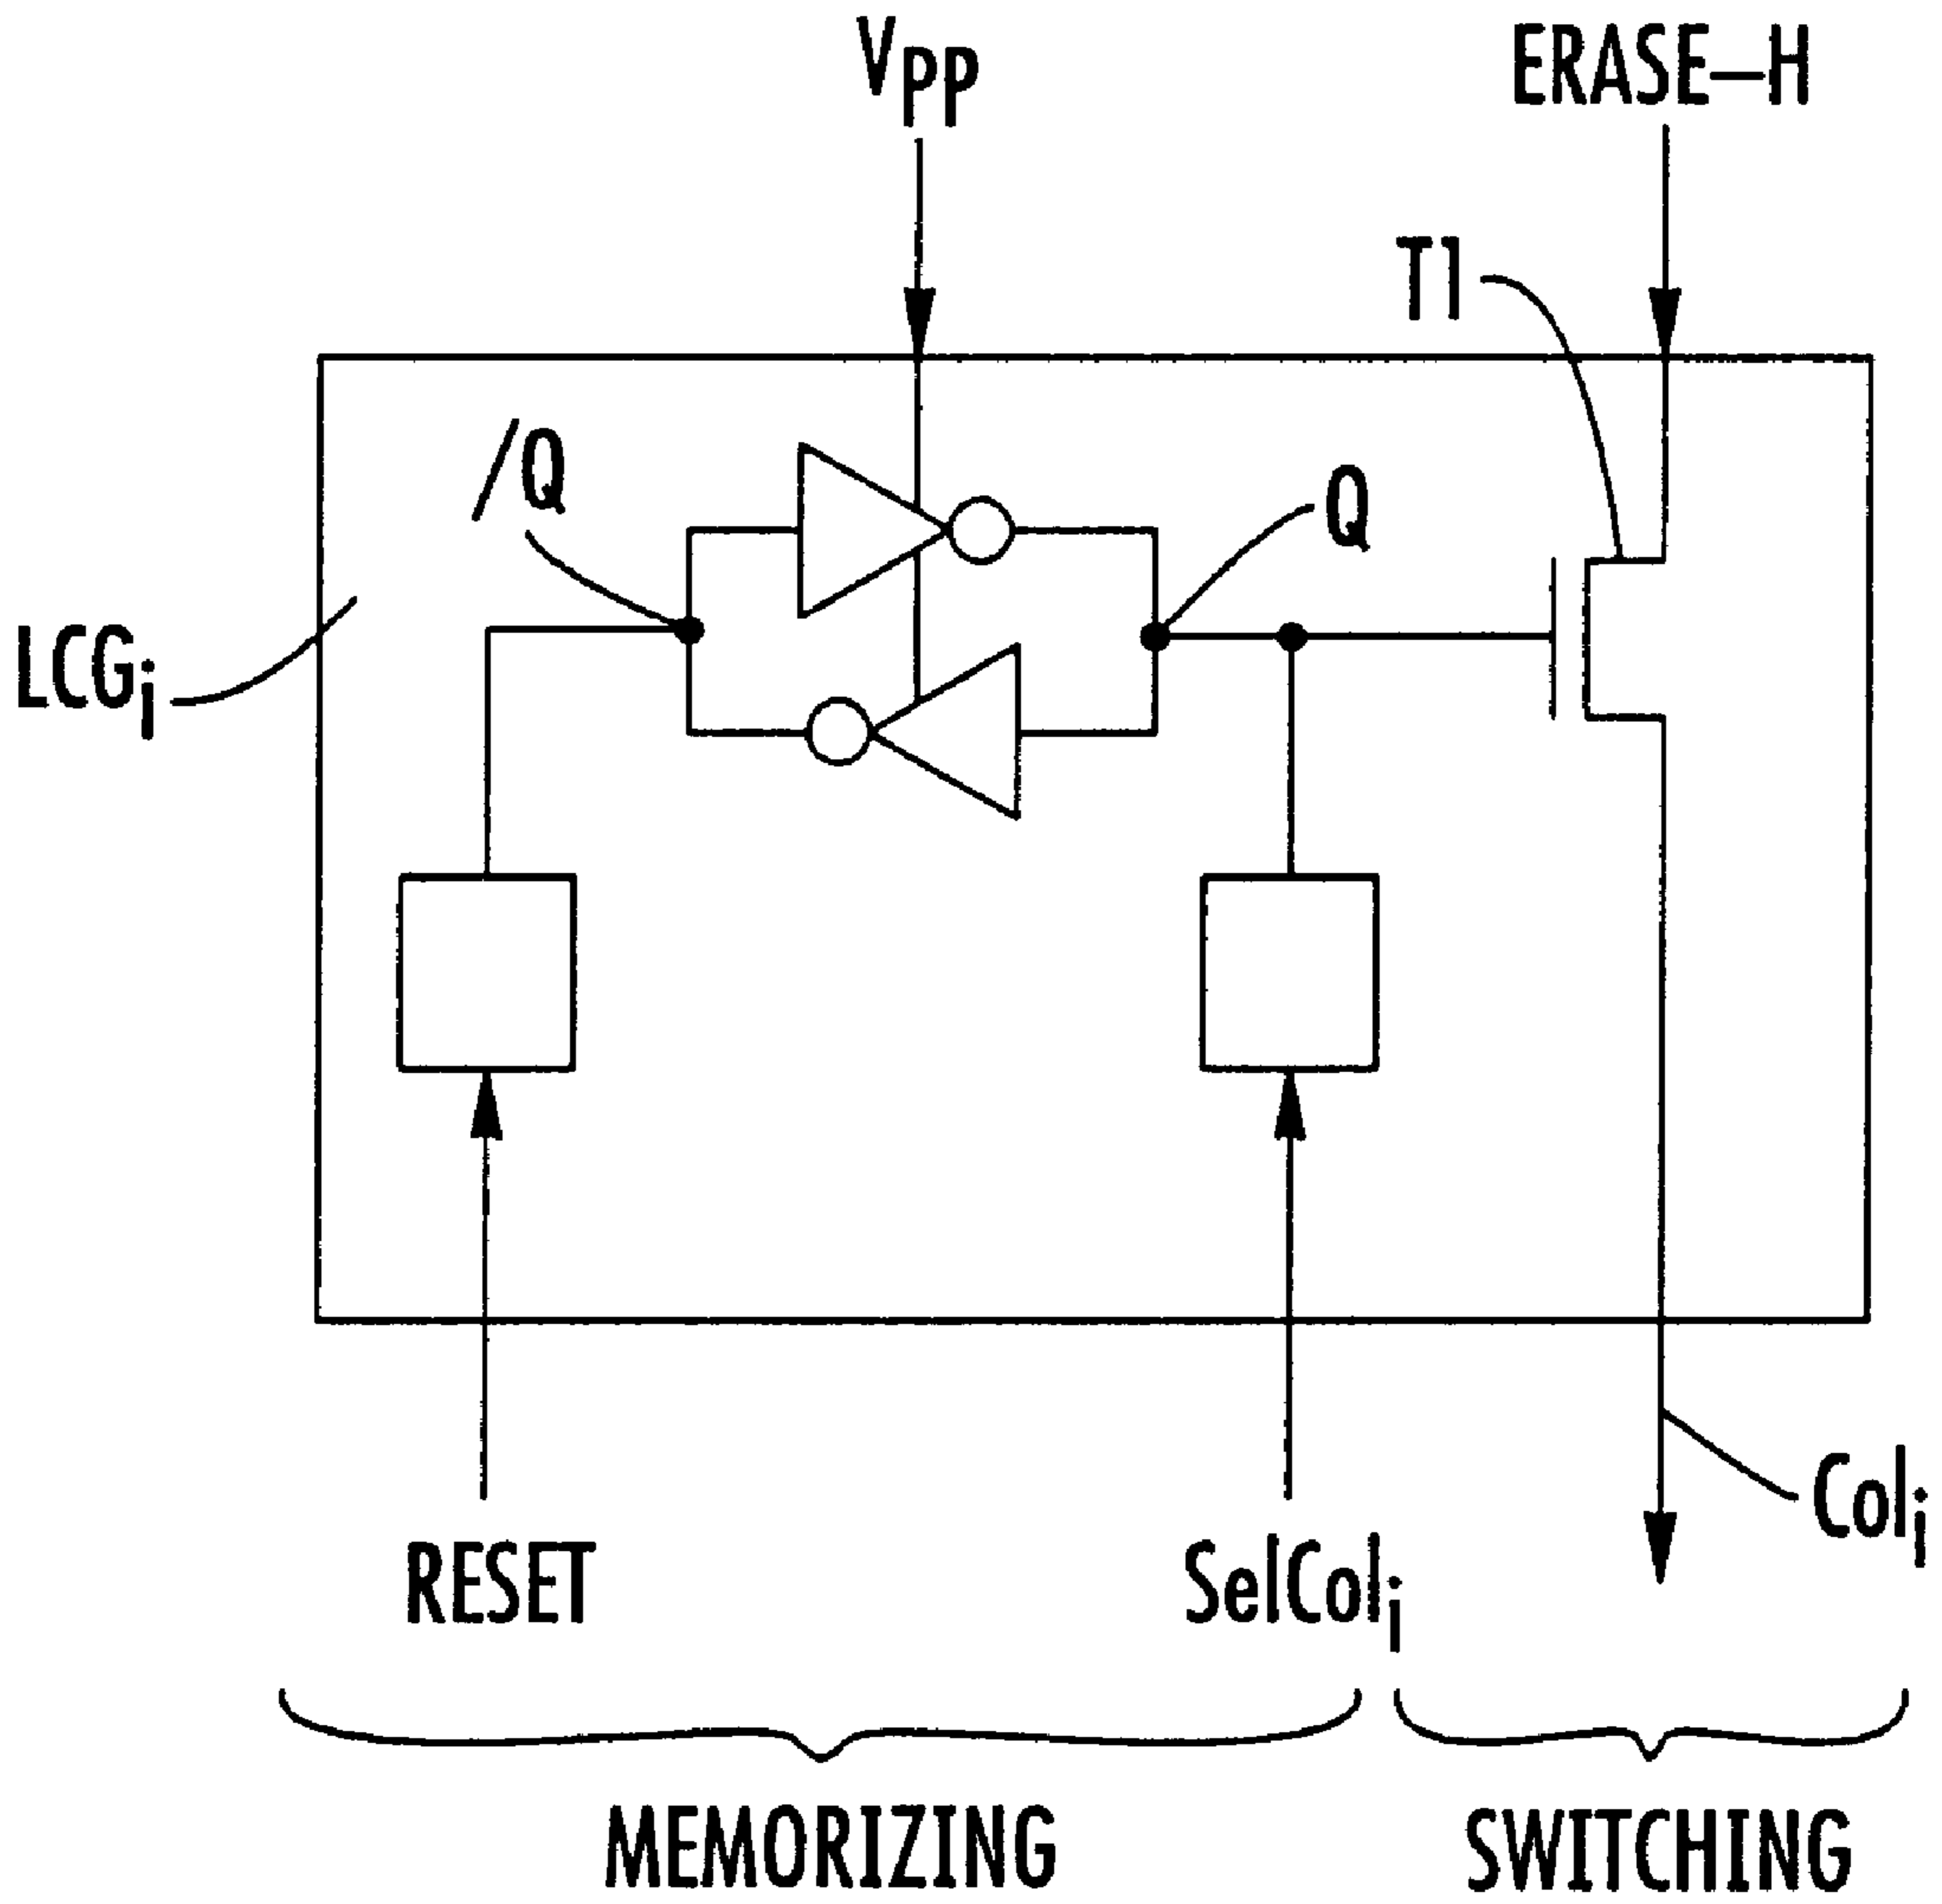 VPP
ERASE–H
T1
/Q
Q
LCGi
RESET
SelColi
Coli
MEMORIZING
SWITCHING